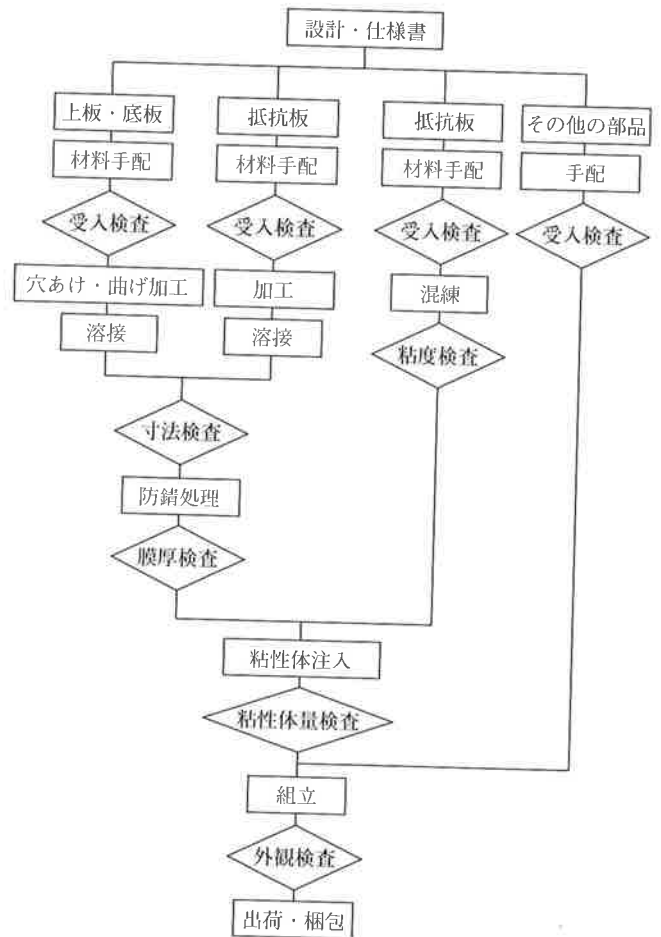 設計・仕様書
上板・底板
抵抗板
抵抗板
その他の部品
材料手配
材料手配
材料手配
手配
受入検査
受入検査
受入検査
受入検査
穴あけ・曲げ加工
加工
混練
溶接
溶接
粘度検査
寸法検査
防錆処理
膜厚検査
粘性体注入
粘性体量検査
組立
外観検査
出荷・梱包